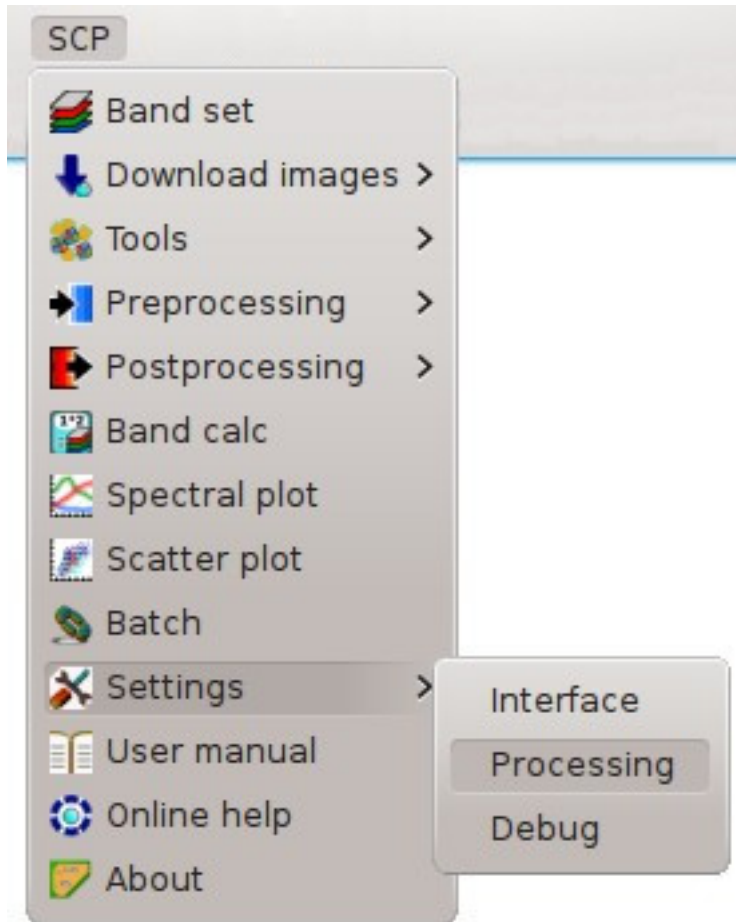 SCP
Band set
Download images
Tools
Preprocessing
Postprocessing
Band calc
Spectral plot
Scatter plot
Batch
Settings
Interface
Processing
Debug
User manual
Online help
About